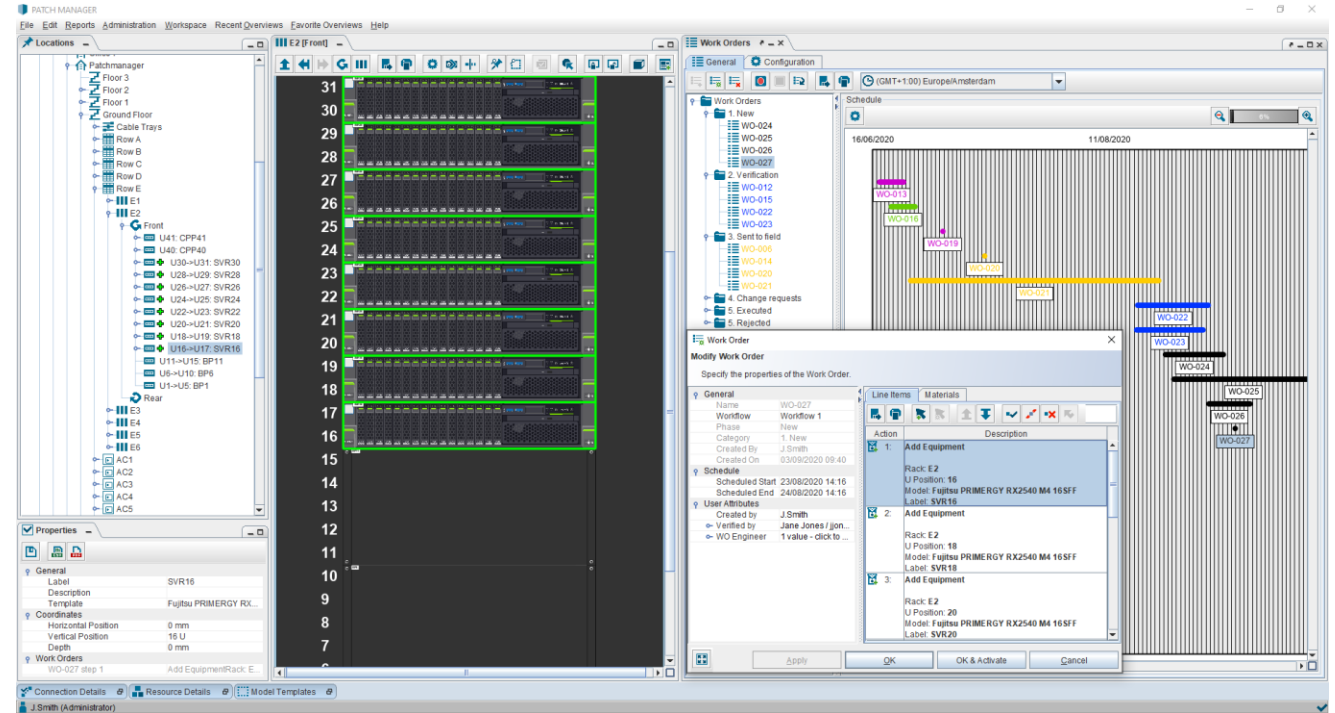 PATCH MANAGER
File Edit Reports Administration Workspace Recent Overviews Favorite Overviews Help
Locations
Patchmanager
Floor 3
Floor 2
Floor 1
Ground Floor
Cable Trays
Row A
Row B
Row C
Row D
Row E
E1
E2
Front
U41: CPP41
U40: CPP40
U30->U31: SVR30
U28->U29: SVR28
U26->U27: SVR26
U24->U25: SVR24
U22->U23: SVR22
U20->U21: SVR20
U18->U19: SVR18
U16->U17: SVR16
U11->U15: BP11
U6->U10: BP6
U1->U5: BP1
Rear
E3
E4
E5
E6
AC1
AC2
AC3
AC4
AC5
Properties
General
Label SVR16
Description
Template Fujitsu PRIMERGY RX...
Coordinates
Horizontal Position 0 mm
Vertical Position 16 U
Depth 0 mm
Work Orders
WO-027 step 1 Add EquipmentRack: E...
E2 [Front]
31
30
29
28
27
26
25
24
23
22
21
20
19
18
17
16
15
14
13
12
11
10
9
8
7
Work Orders
General Configuration
(GMT+1:00) Europe/Amsterdam
Work Orders
1. New
WO-024
WO-025
WO-026
WO-027
2. Verification
WO-012
WO-015
WO-022
WO-023
3. Sent to field
WO-006
WO-014
WO-020
WO-021
4. Change requests
5. Executed
5. Rejected
Schedule
16/06/2020 11/08/2020
WO-013
WO-016
WO-019
WO-020
WO-021
WO-022
WO-023
WO-024
WO-025
WO-026
WO-027
Work Order
Modify Work Order
Specify the properties of the Work Order.
General
Name WO-027
Workflow Workflow 1
Phase New
Category 1. New
Created By J.Smith
Created On 03/09/2020 09:40
Schedule
Scheduled Start 23/08/2020 14:16
Scheduled End 24/08/2020 14:16
User Attributes
Created by J.Smith
Verified by Jane Jones / jjon...
WO Engineer 1 value - click to ...
Line Items Materials
Action Description
1: Add Equipment
Rack: E2
U Position: 16
Model: Fujitsu PRIMERGY RX2540 M4 16SFF
Label: SVR16
2: Add Equipment
Rack: E2
U Position: 18
Model: Fujitsu PRIMERGY RX2540 M4 16SFF
Label: SVR18
3: Add Equipment
Rack: E2
U Position: 20
Model: Fujitsu PRIMERGY RX2540 M4 16SFF
Label: SVR20
Apply OK OK & Activate Cancel
Connection Details Resource Details Model Templates
J.Smith (Administrator)